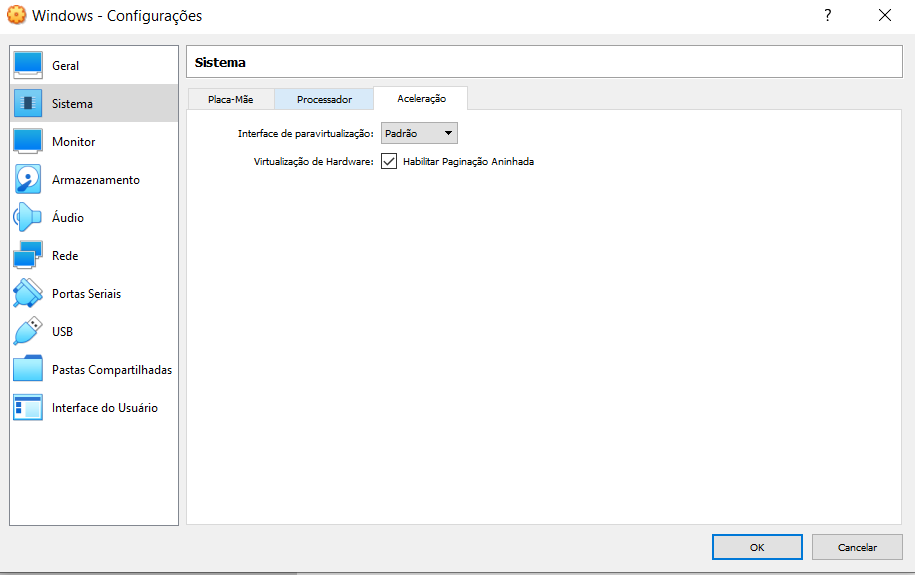 Windows - Configurações
?
Geral
Sistema
Monitor
Armazenamento
Áudio
Rede
Portas Seriais
USB
Pastas Compartilhadas
Interface do Usuário
Sistema
Placa-Mãe Processador Aceleração
Interface de paravirtualização: Padrão
Virtualização de Hardware: Habilitar Paginação Aninhada
OK Cancelar